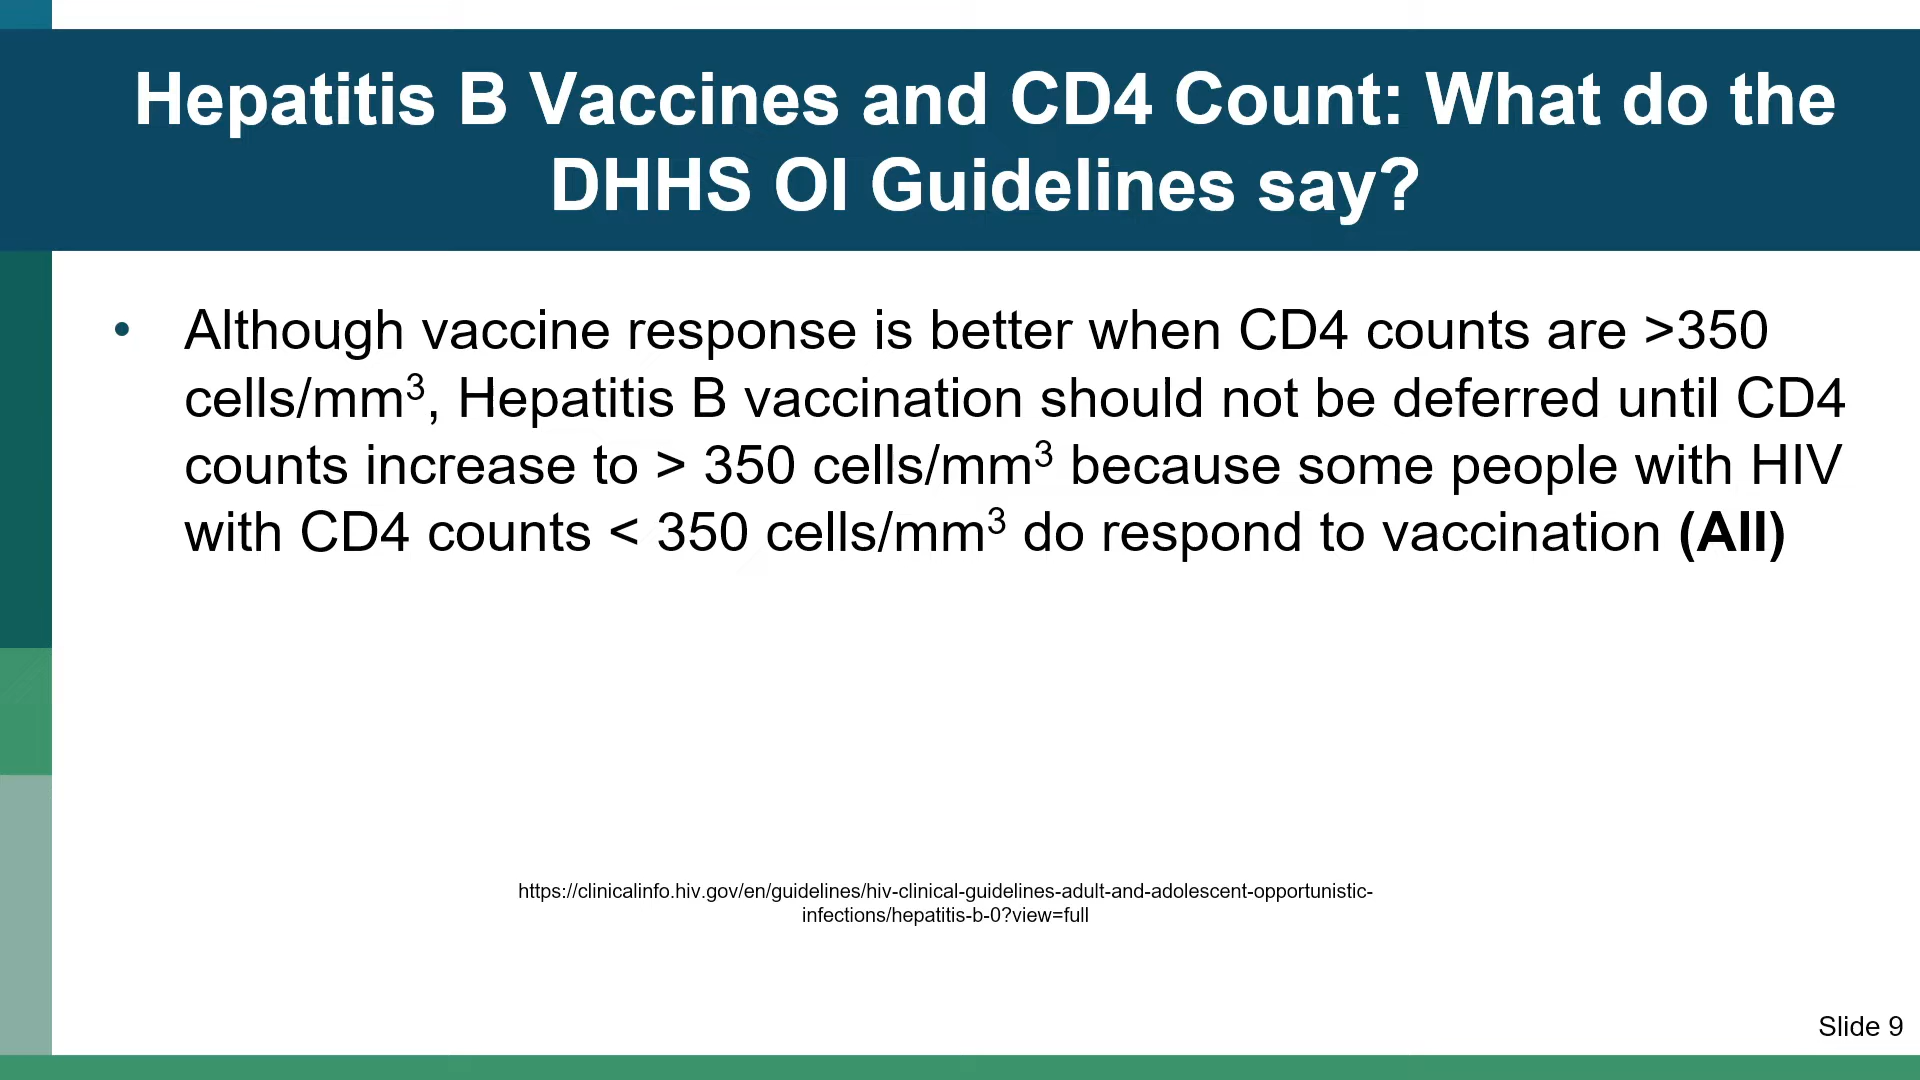 Hepatitis B Vaccines and CD4 Count: What do the
DHHS OI Guidelines say?
• Although vaccine response is better when CD4 counts are >350
cells/mm³, Hepatitis B vaccination should not be deferred until CD4
counts increase to > 350 cells/mm³ because some people with HIV
with CD4 counts < 350 cells/mm³ do respond to vaccination (AII)
https://clinicalinfo.hiv.gov/en/guidelines/hiv-clinical-guidelines-adult-and-adolescent-opportunistic-
infections/hepatitis-b-0?view=full
Slide 9